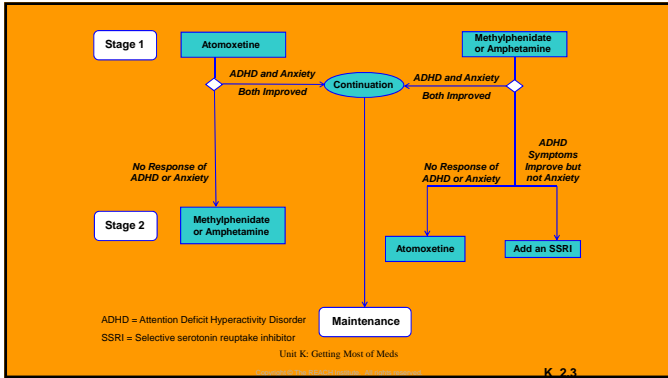 Stage 1
Atomoxetine
Methylphenidate
or Amphetamine
ADHD and Anxiety
Both Improved
Continuation
ADHD and Anxiety
Both Improved
No Response of
ADHD or Anxiety
No Response of
ADHD or Anxiety
ADHD
Symptoms
Improve but
not Anxiety
Stage 2
Methylphenidate
or Amphetamine
Atomoxetine
Add an SSRI
ADHD = Attention Deficit Hyperactivity Disorder
SSRI = Selective serotonin reuptake inhibitor
Maintenance
Unit K: Getting Most of Meds
K 2.3